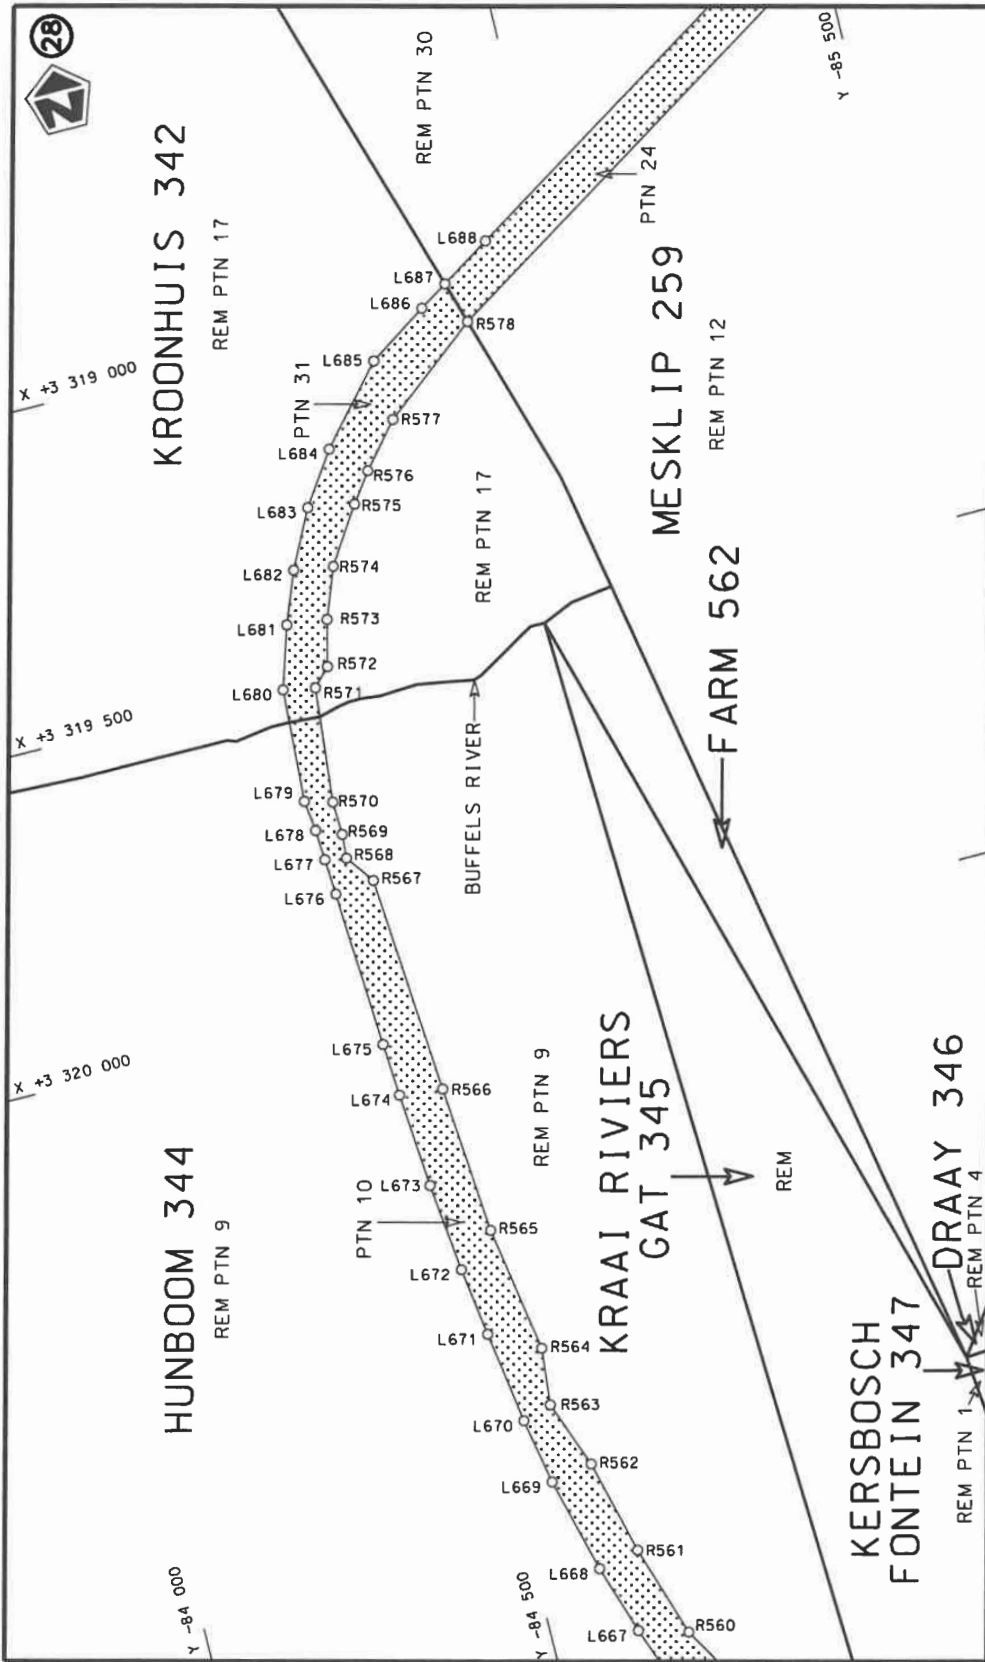 28
N
KROONHUIS 342
REM PTN 17
X +3 319 000
REM PTN 30
Y -85 500
PTN 24
L688
L687
L686
R578
L685
PTN 31
R577
L684
R576
L683
R575
L682
R574
L681
R573
R572
L680
R571
REM PTN 17
MESKLIP 259
REM PTN 12
FARM 562
X +3 319 500
BUFFELS RIVER
L679
R570
L678
R569
L677
R568
L676
R567
L675
R566
X +3 320 000
L674
HUNBOOM 344
REM PTN 9
L673
PTN 10
R565
L672
REM PTN 9
L671
R564
L670
R563
L669
R562
L668
R561
L667
R560
KRAAI RIVIERS
GAT 345
REM
DRAAY 346
REM PTN 4
KERSBOSCH
FONTEIN 347
REM PTN 1
Y -84 000
Y -84 500